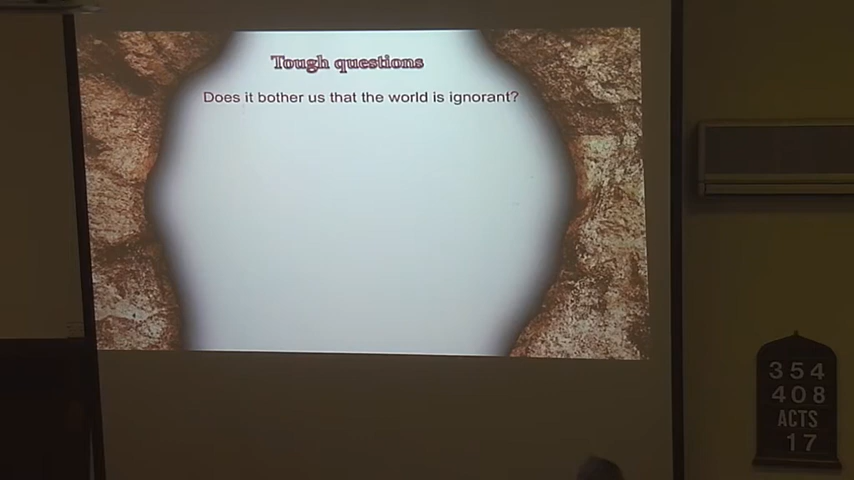 Tough questions
Does it bother us that the world is ignorant?
354
408
ACTS
17